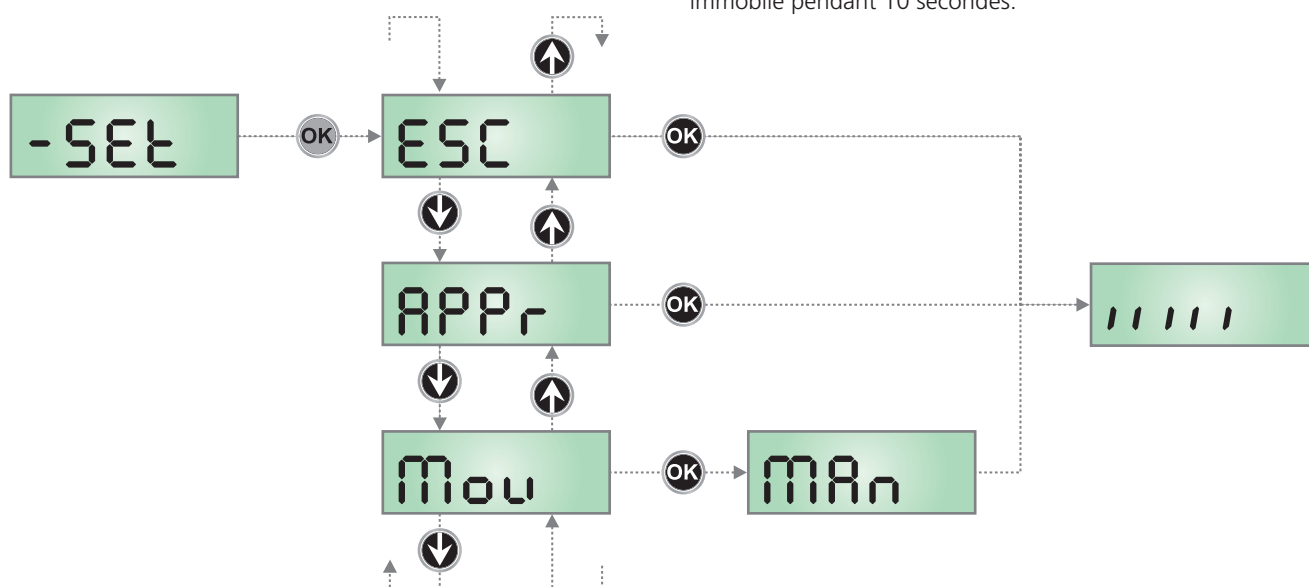 immobile pendant 10 secondes.
-SEt
OK
ESC
OK
APPr
OK
Mou
OK
MAn